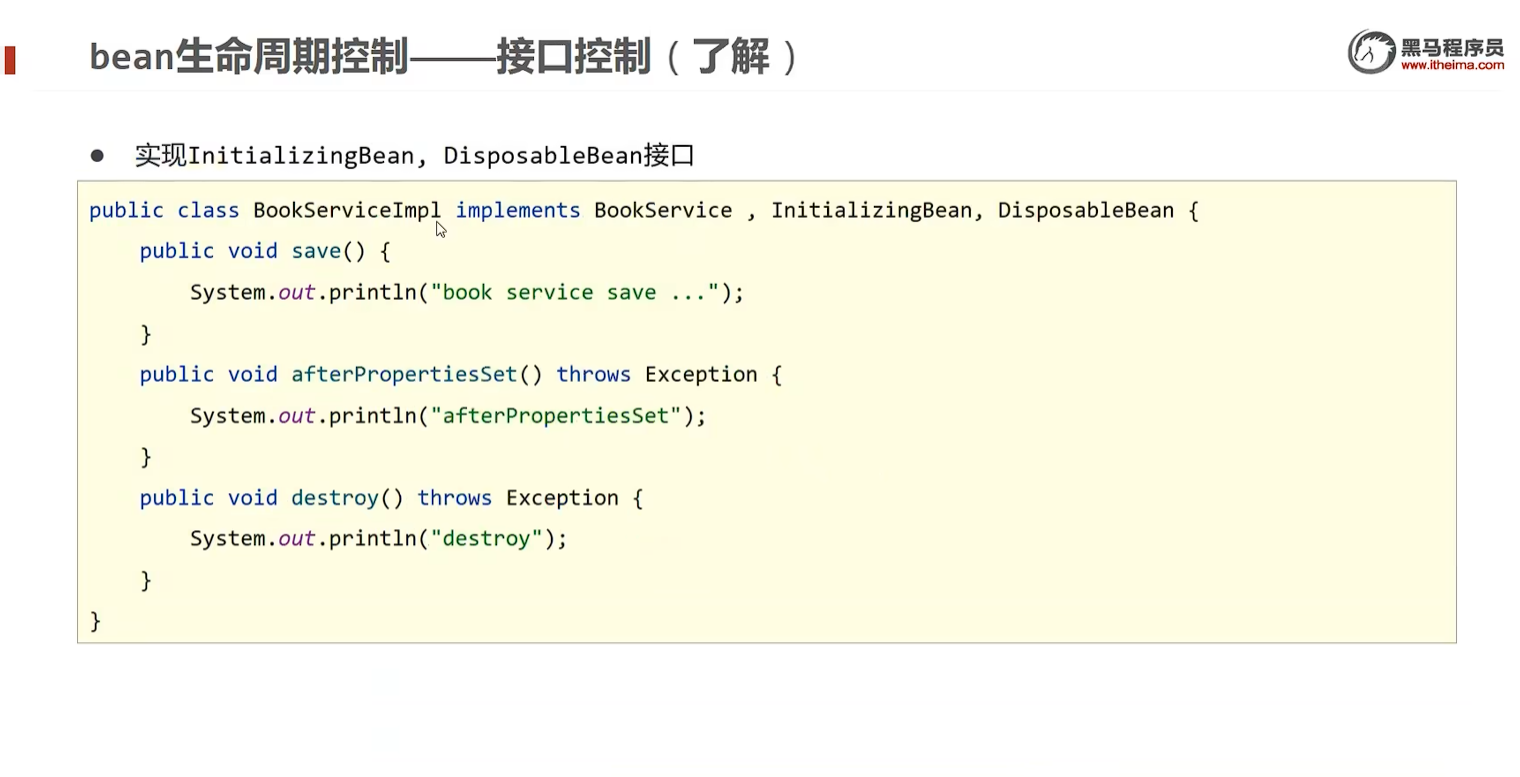 bean生命周期控制——接口控制（了解）
黑马程序员
www.itheima.com
● 实现InitializingBean, DisposableBean接口
public class BookServiceImpl implements BookService , InitializingBean, DisposableBean {
    public void save() {
        System.out.println("book service save ...");
    }
    public void afterPropertiesSet() throws Exception {
        System.out.println("afterPropertiesSet");
    }
    public void destroy() throws Exception {
        System.out.println("destroy");
    }
}